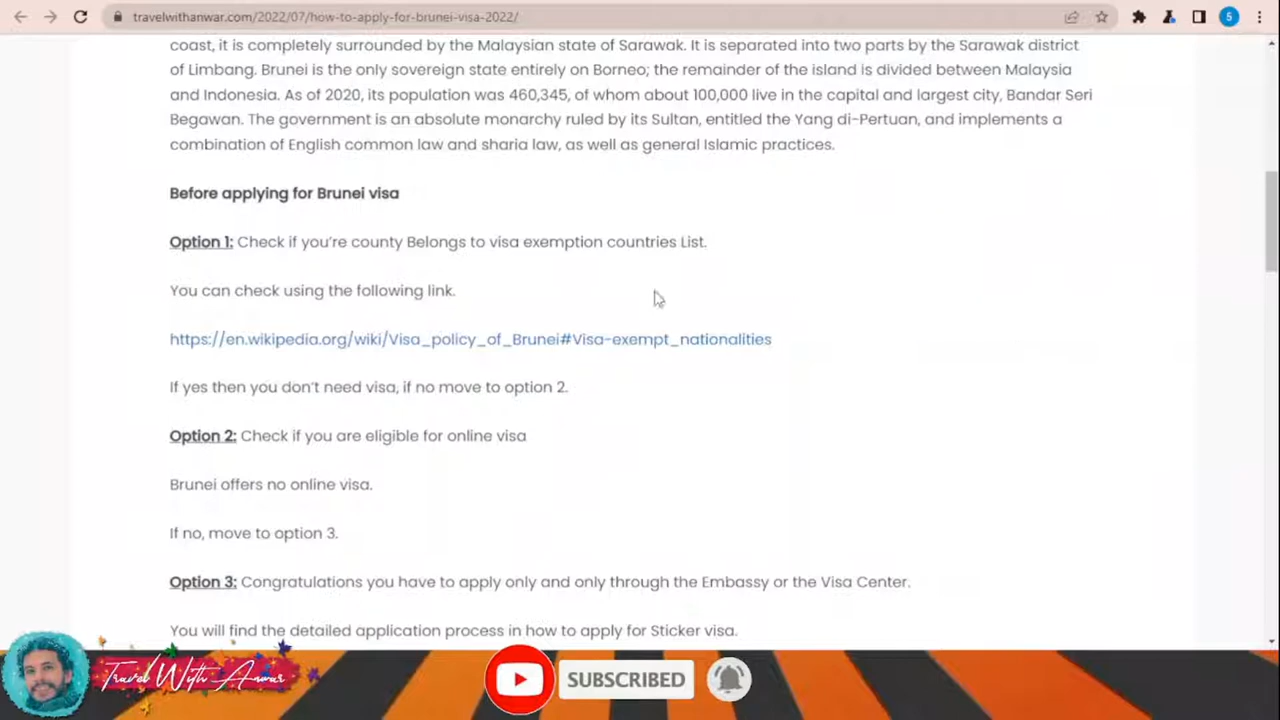 travelwithanwar.com/2022/07/how-to-apply-for-brunei-visa-2022/
5
coast, it is completely surrounded by the Malaysian state of Sarawak. It is separated into two parts by the Sarawak district
of Limbang. Brunei is the only sovereign state entirely on Borneo; the remainder of the island is divided between Malaysia
and Indonesia. As of 2020, its population was 460,345, of whom about 100,000 live in the capital and largest city, Bandar Seri
Begawan. The government is an absolute monarchy ruled by its Sultan, entitled the Yang di-Pertuan, and implements a
combination of English common law and sharia law, as well as general Islamic practices.
Before applying for Brunei visa
Option 1: Check if you’re county Belongs to visa exemption countries List.
You can check using the following link.
https://en.wikipedia.org/wiki/Visa_policy_of_Brunei#Visa-exempt_nationalities
If yes then you don’t need visa, if no move to option 2.
Option 2: Check if you are eligible for online visa
Brunei offers no online visa.
If no, move to option 3.
Option 3: Congratulations you have to apply only and only through the Embassy or the Visa Center.
You will find the detailed application process in how to apply for Sticker visa.
Travel With Anwar
SUBSCRIBED